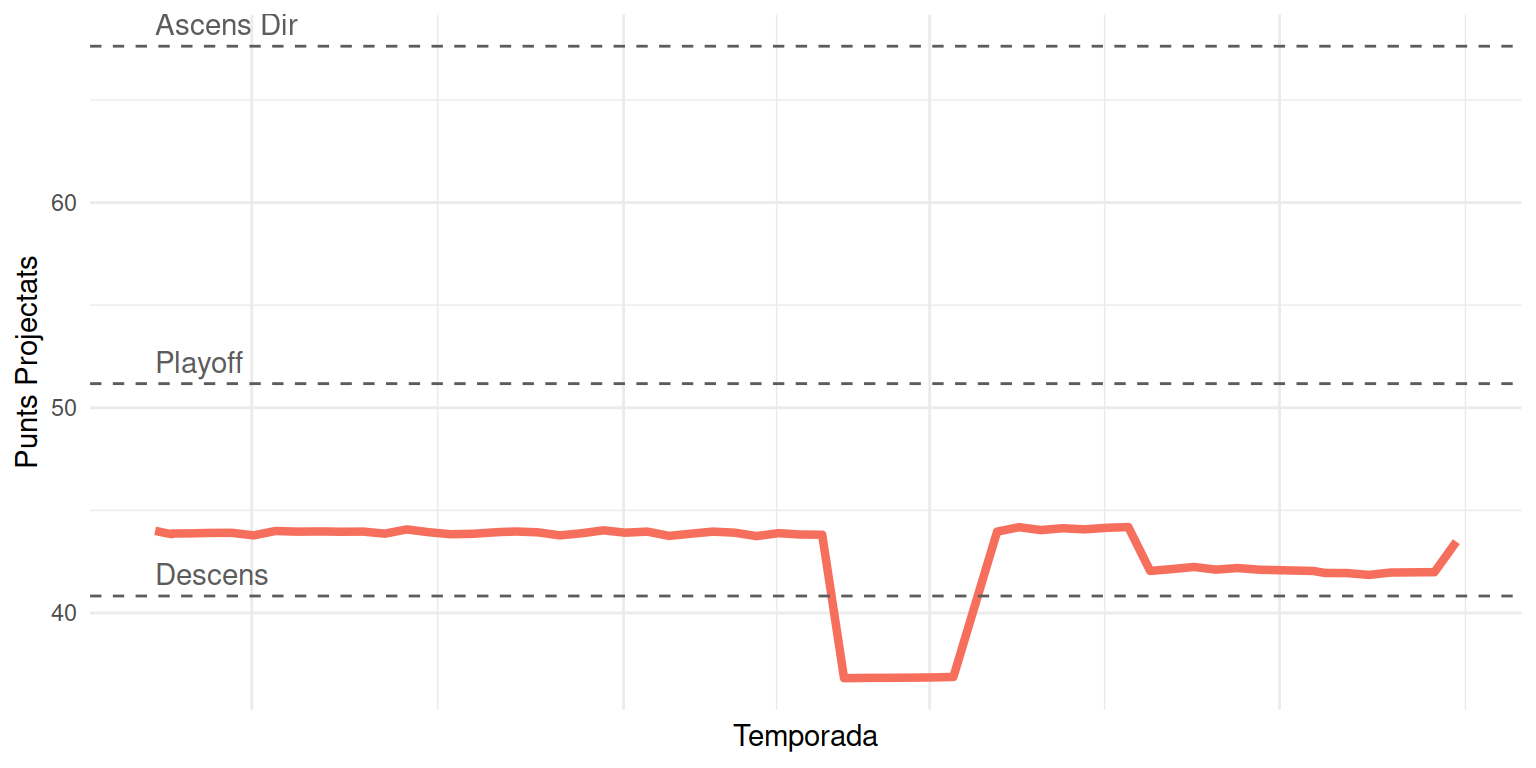 Ascens Dir
60
Playoff
50
Descens
40
Punts Projectats
Temporada